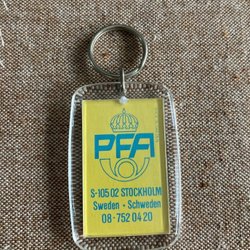 PFA
S-105 02 STOCKHOLM
Sweden • Schweden
08-752 04 20